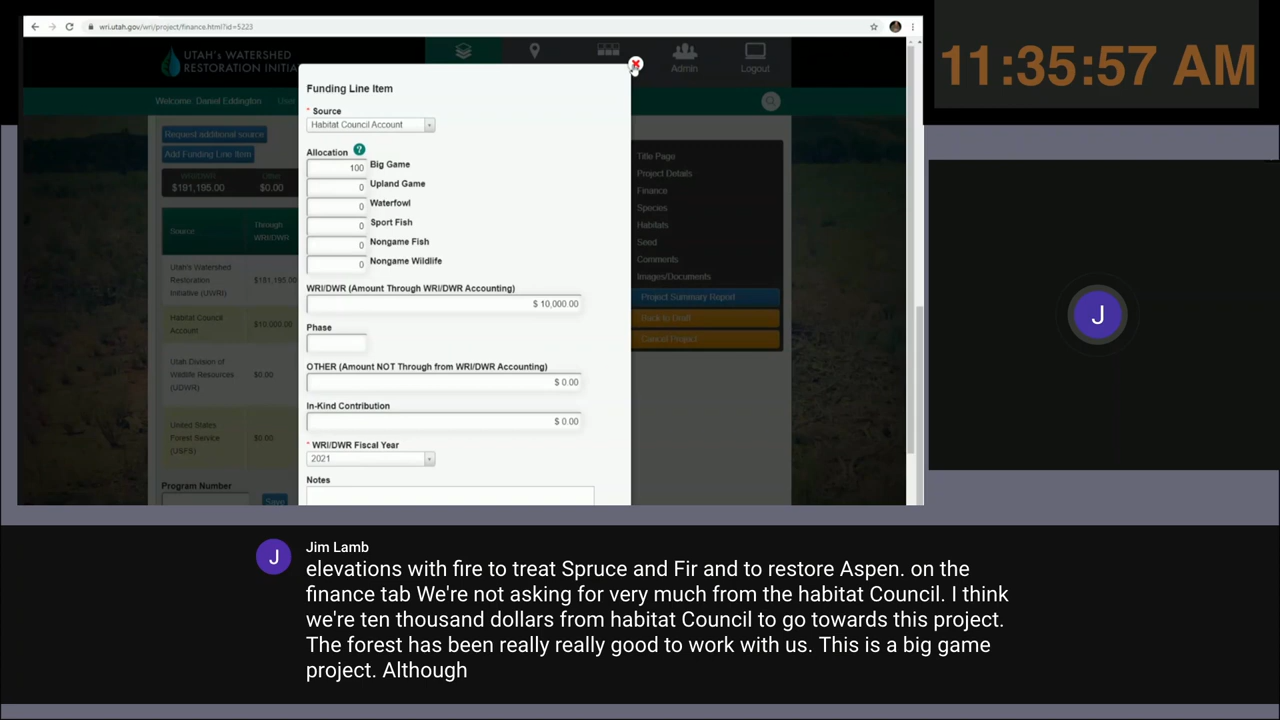 wri.utah.gov/wri/project/finance.html?id=5223
11:35:57 AM
UTAH'S WATERSHED
RESTORATION INITIA
Admin
Logout
Welcome: Daniel Eddington
User
Request additional source
Add Funding Line Item
WRI/DWR
Other
$191,195.00
$0.00
Source
Through
WRI/DWR
Utah's Watershed
Restoration
Initiative (UWRI)
$181,195.00
Habitat Council
Account
$10,000.00
Utah Division of
Wildlife Resources
(UDWR)
$0.00
United States
Forest Service
(USFS)
$0.00
Program Number
Save
Funding Line Item
* Source
Habitat Council Account
Allocation ?
100 Big Game
0 Upland Game
0 Waterfowl
0 Sport Fish
0 Nongame Fish
0 Nongame Wildlife
WRI/DWR (Amount Through WRI/DWR Accounting)
$ 10,000.00
Phase
OTHER (Amount NOT Through from WRI/DWR Accounting)
$ 0.00
In-Kind Contribution
$ 0.00
* WRI/DWR Fiscal Year
2021
Notes
Title Page
Project Details
Finance
Species
Habitats
Seed
Comments
Images/Documents
Project Summary Report
Back to Draft
Cancel Project
J
J
Jim Lamb
elevations with fire to treat Spruce and Fir and to restore Aspen. on the
finance tab We're not asking for very much from the habitat Council. I think
we're ten thousand dollars from habitat Council to go towards this project.
The forest has been really really good to work with us. This is a big game
project. Although